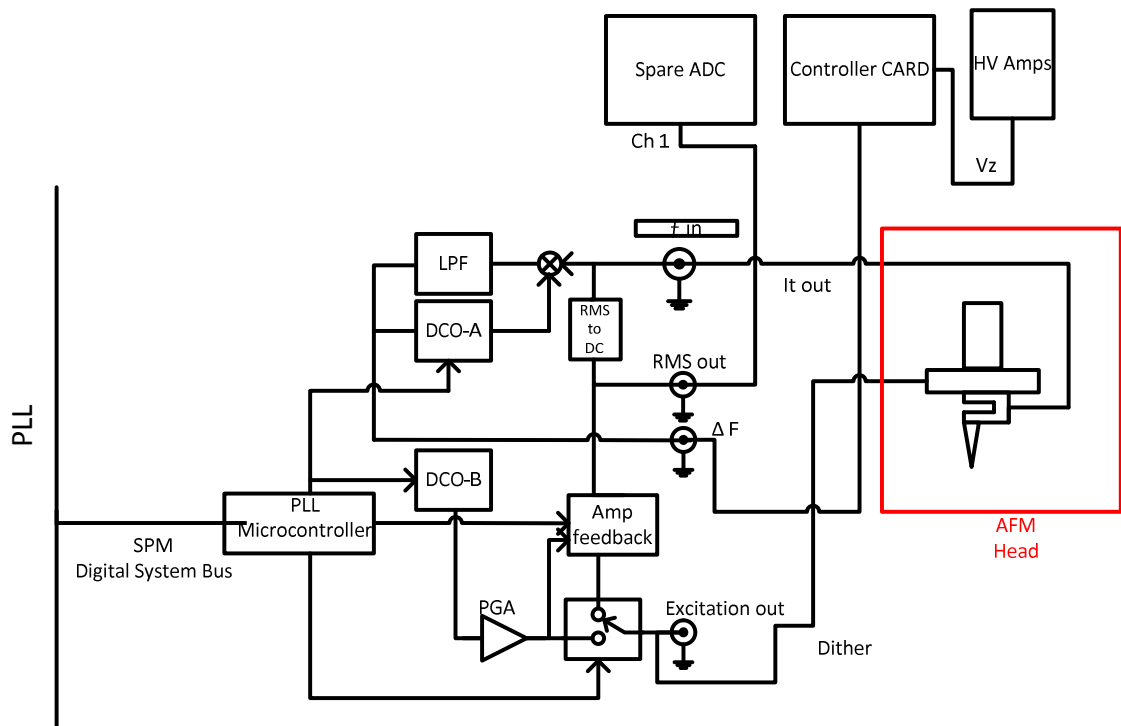 Spare ADC
Controller CARD
HV Amps
Ch 1
Vz
f in
LPF
It out
DCO-A
RMS
to
DC
RMS out
PLL
Δ F
DCO-B
PLL
Microcontroller
Amp
feedback
AFM
Head
SPM
Digital System Bus
PGA
Excitation out
Dither